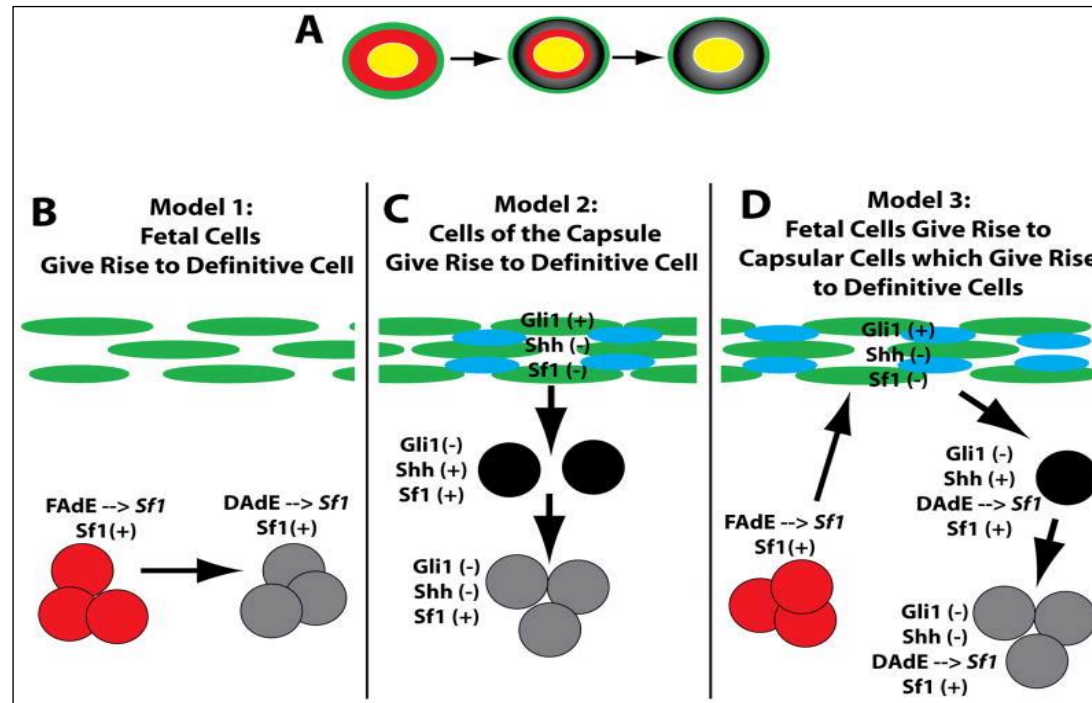 A
B
Model 1:
Fetal Cells
Give Rise to Definitive Cell
FAdE --> Sf1
Sf1(+)
DAdE --> Sf1
Sf1(+)
C
Model 2:
Cells of the Capsule
Give Rise to Definitive Cell
Gli1 (+)
Shh (-)
Sf1 (-)
Gli1(-)
Shh (+)
Sf1 (+)
Gli1 (-)
Shh (-)
Sf1 (+)
D
Model 3:
Fetal Cells Give Rise to
Capsular Cells which Give Rise
to Definitive Cells
Gli1 (+)
Shh (-)
Sf1 (-)
FAdE --> Sf1
Sf1(+)
Gli1 (-)
Shh (+)
DAdE --> Sf1
Sf1 (+)
Gli1 (-)
Shh (-)
DAdE --> Sf1
Sf1 (+)